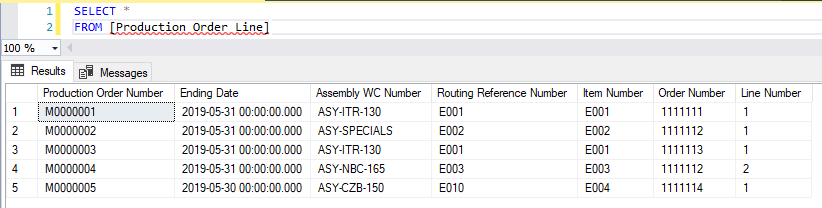 1 SELECT *
2 FROM [Production Order Line]
100 %
Results Messages
Production Order Number Ending Date Assembly WC Number Routing Reference Number Item Number Order Number Line Number
1 M0000001 2019-05-31 00:00:00.000 ASY-ITR-130 E001 E001 1111111 1
2 M0000002 2019-05-31 00:00:00.000 ASY-SPECIALS E002 E002 1111112 1
3 M0000003 2019-05-31 00:00:00.000 ASY-ITR-130 E001 E001 1111113 1
4 M0000004 2019-05-31 00:00:00.000 ASY-NBC-165 E003 E003 1111112 2
5 M0000005 2019-05-30 00:00:00.000 ASY-CZB-150 E010 E004 1111114 1